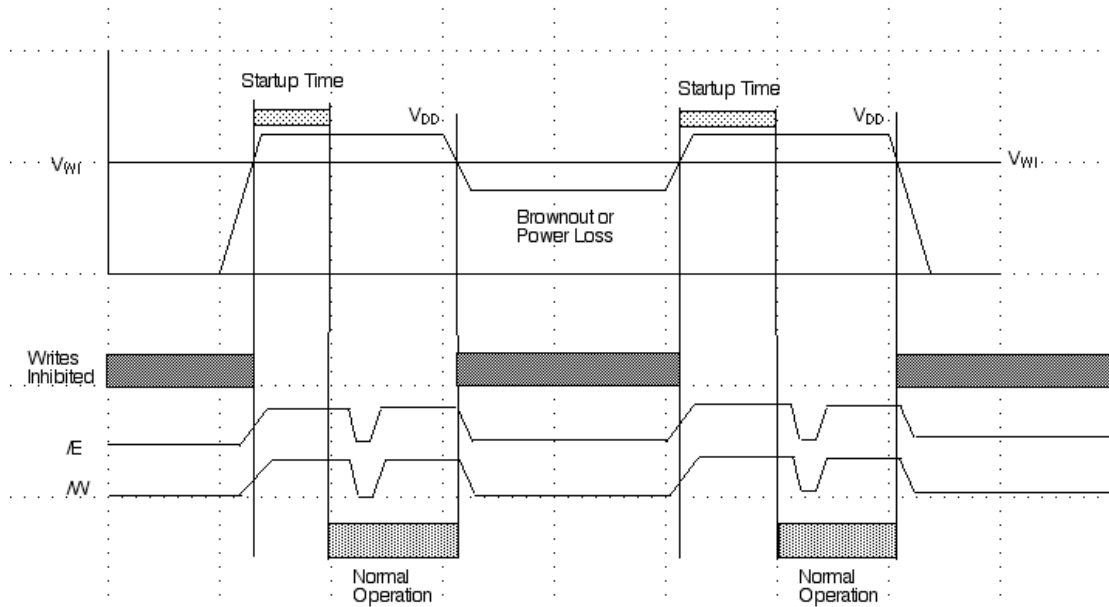 Startup Time
Startup Time
VDD
VDD
VWI
VWI
Brownout or
Power Loss
Writes
Inhibited
/E
/W
Normal
Operation
Normal
Operation